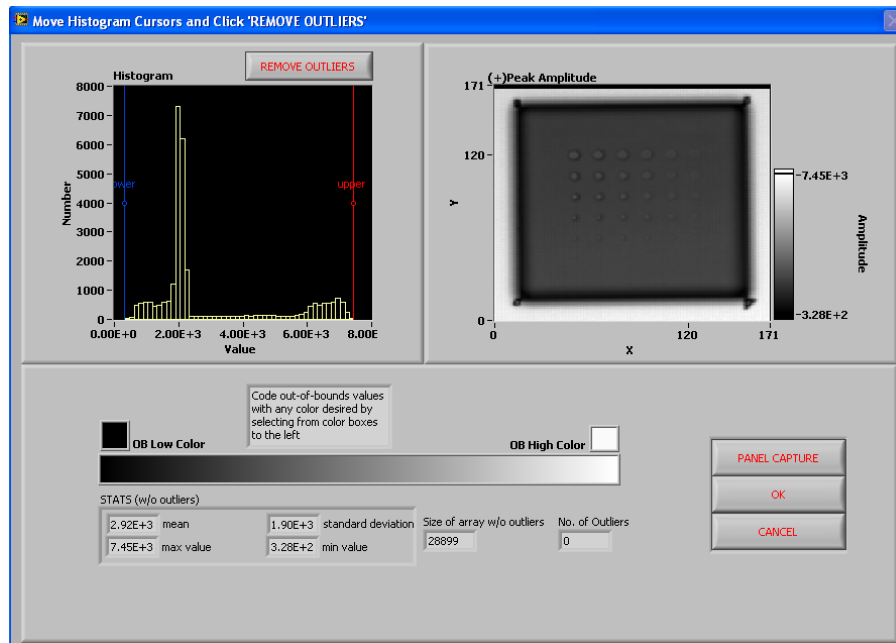 Move Histogram Cursors and Click 'REMOVE OUTLIERS'
Histogram
REMOVE OUTLIERS
8000
7000
6000
5000
4000
3000
2000
1000
0
Number
ower
upper
0.00E+0
2.00E+3
4.00E+3
6.00E+3
8.00E
Value
(+)Peak Amplitude
171
120
0
Y
0
120
171
X
7.45E+3
3.28E+2
Amplitude
Code out-of-bounds values
with any color desired by
selecting from color boxes
to the left
OB Low Color
OB High Color
STATS (w/o outliers)
2.92E+3 mean
1.90E+3 standard deviation
7.45E+3 max value
3.28E+2 min value
Size of array w/o outliers
28899
No. of Outliers
0
PANEL CAPTURE
OK
CANCEL